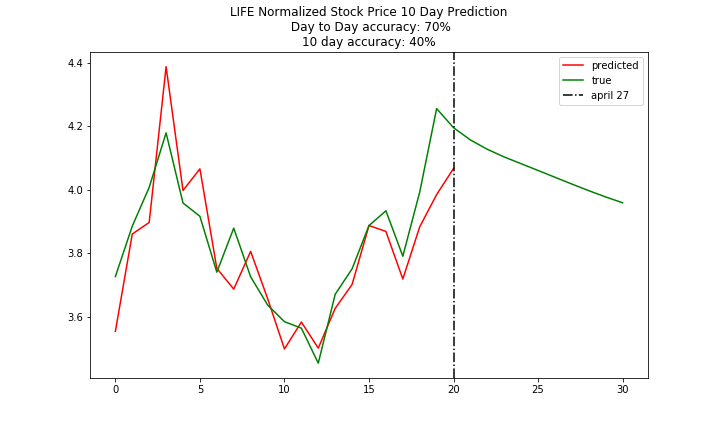 LIFE Normalized Stock Price 10 Day Prediction
Day to Day accuracy: 70%
10 day accuracy: 40%
predicted
true
april 27
4.4
4.2
4.0
3.8
3.6
0 5 10 15 20 25 30